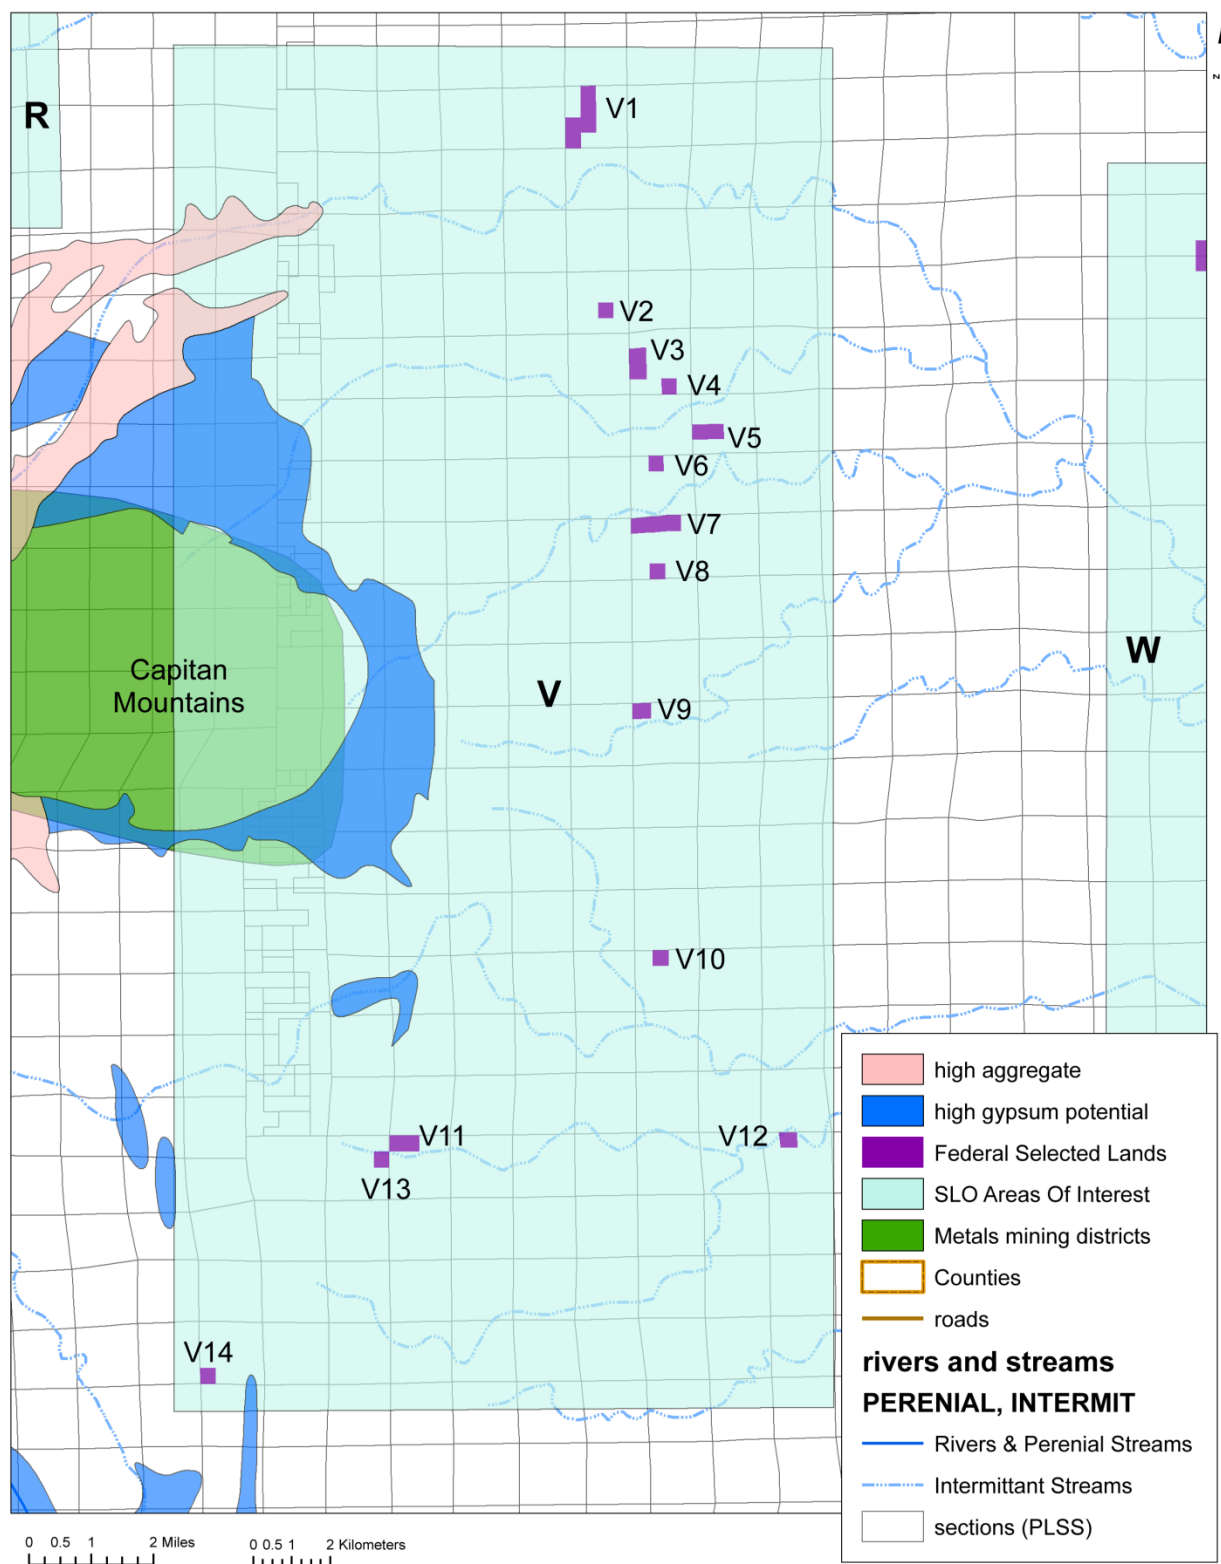 R
V1
V2
V3
V4
V5
V6
V7
V8
W
Capitan
Mountains
V
V9
V10
V11
V12
V13
V14
high aggregate
high gypsum potential
Federal Selected Lands
SLO Areas Of Interest
Metals mining districts
Counties
roads
rivers and streams
PERENIAL, INTERMIT
Rivers & Perenial Streams
Intermittant Streams
sections (PLSS)
0 0.5 1 2 Miles
0 0.5 1 2 Kilometers